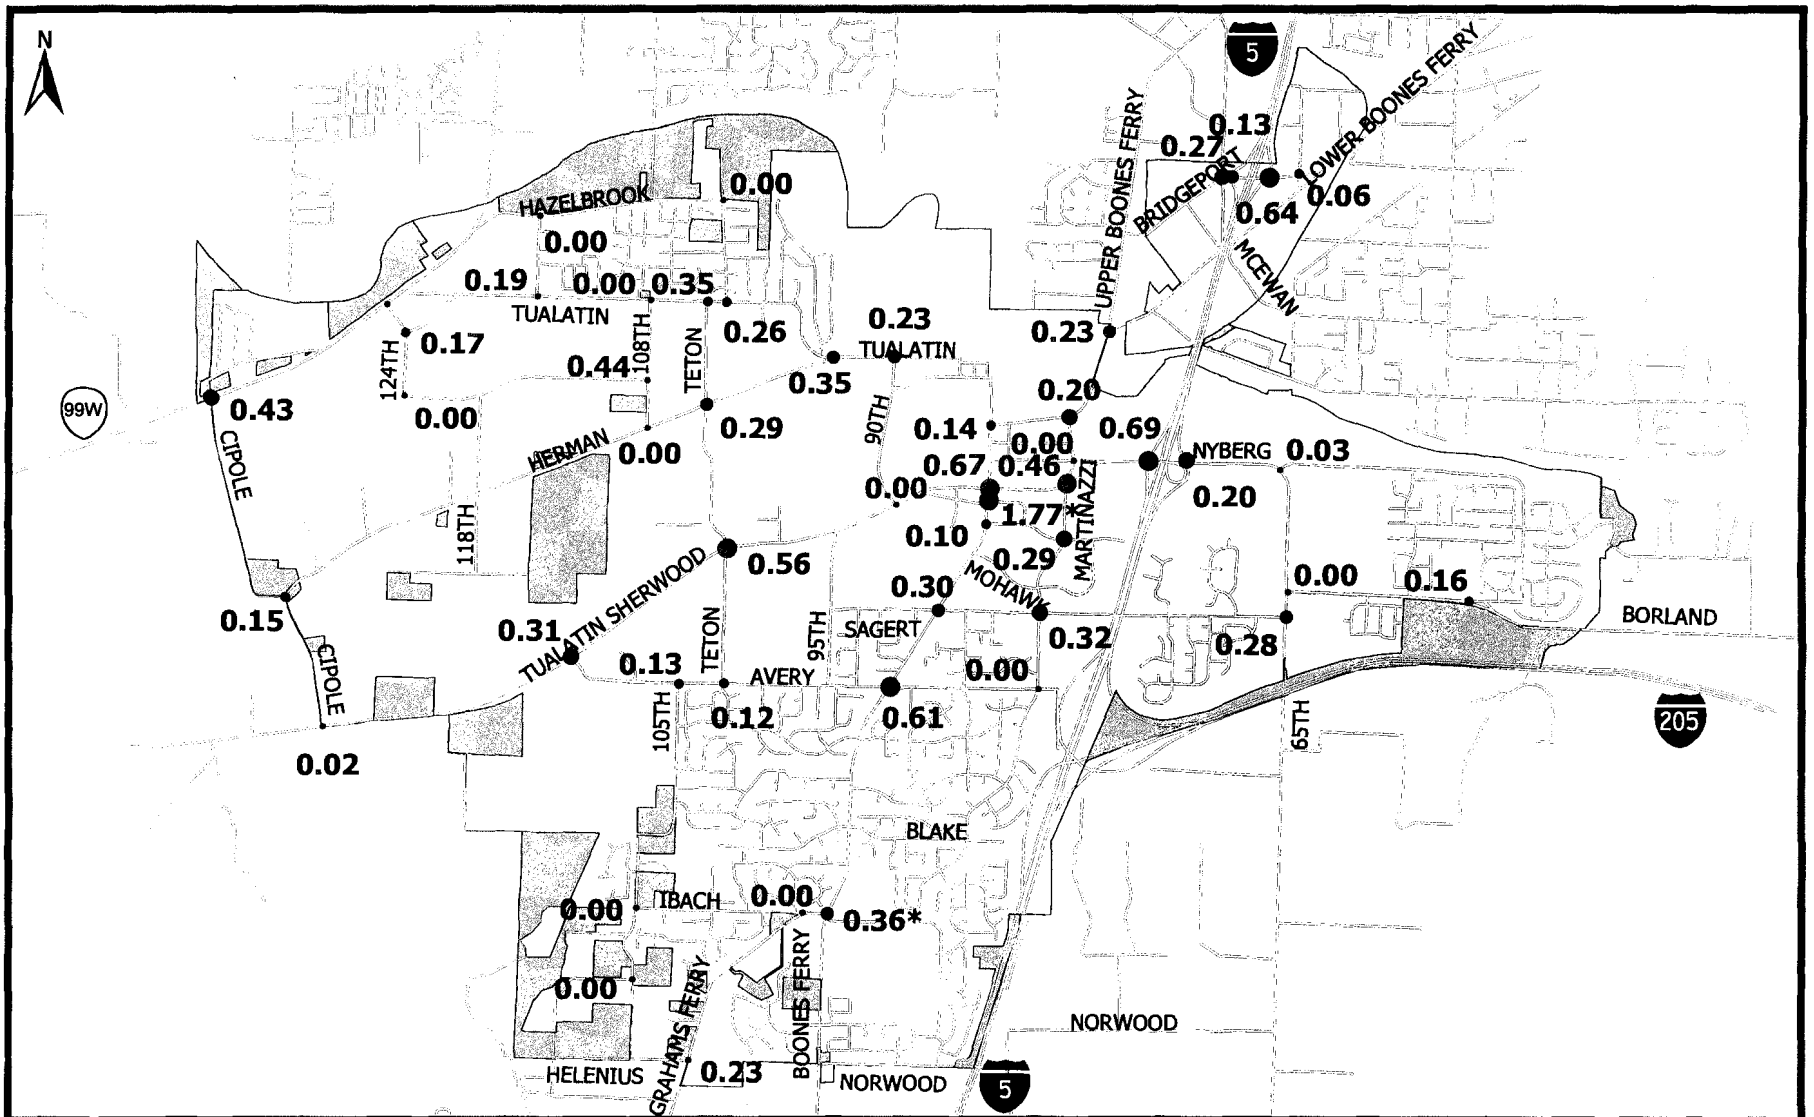 N
5
LOWER BOONES FERRY
UPPER BOONES FERRY
0.13
0.27
BRIDGEPORT
0.64
0.06
MCEWAN
HAZELBROOK
0.00
0.00
0.19
0.00
0.35
TUALATIN
0.26
0.23
TUALATIN
0.23
0.17
124TH
108TH
TETON
0.44
0.35
99W
0.43
0.00
0.29
90TH
0.14
0.20
0.00
0.69
NYBERG
0.03
CIPOLE
HERMAN
0.00
0.67
0.46
MARTINAZZI
0.20
0.00
1.77*
118TH
0.10
0.29
0.56
0.15
TUALATIN SHERWOOD
0.31
0.30
MOHAWK
0.00
0.16
BORLAND
95TH
SAGERT
0.32
0.28
CIPOLE
0.13
TETON
AVERY
0.00
105TH
0.12
0.61
65TH
205
0.02
BLAKE
0.00
IBACH
0.00
0.36*
0.00
GRAHAMS FERRY
BOONES FERRY
NORWOOD
HELENIUS
0.23
NORWOOD
5